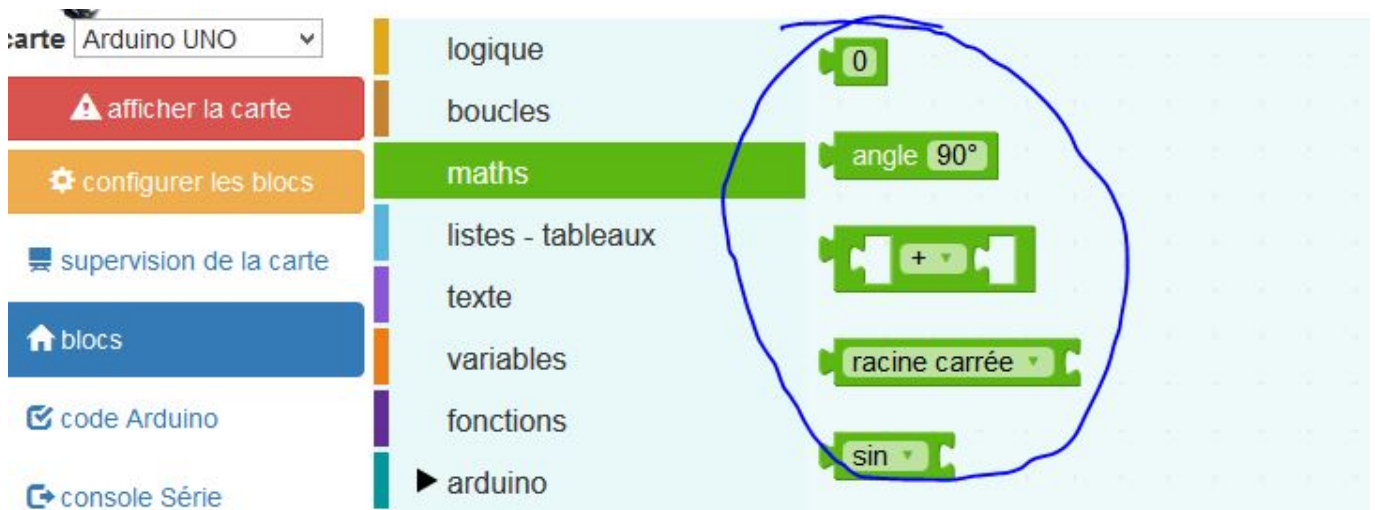 carte Arduino UNO
afficher la carte
configurer les blocs
supervision de la carte
blocs
code Arduino
console Série
logique
boucles
maths
listes - tableaux
texte
variables
fonctions
arduino
0
angle 90°
+
racine carrée
sin